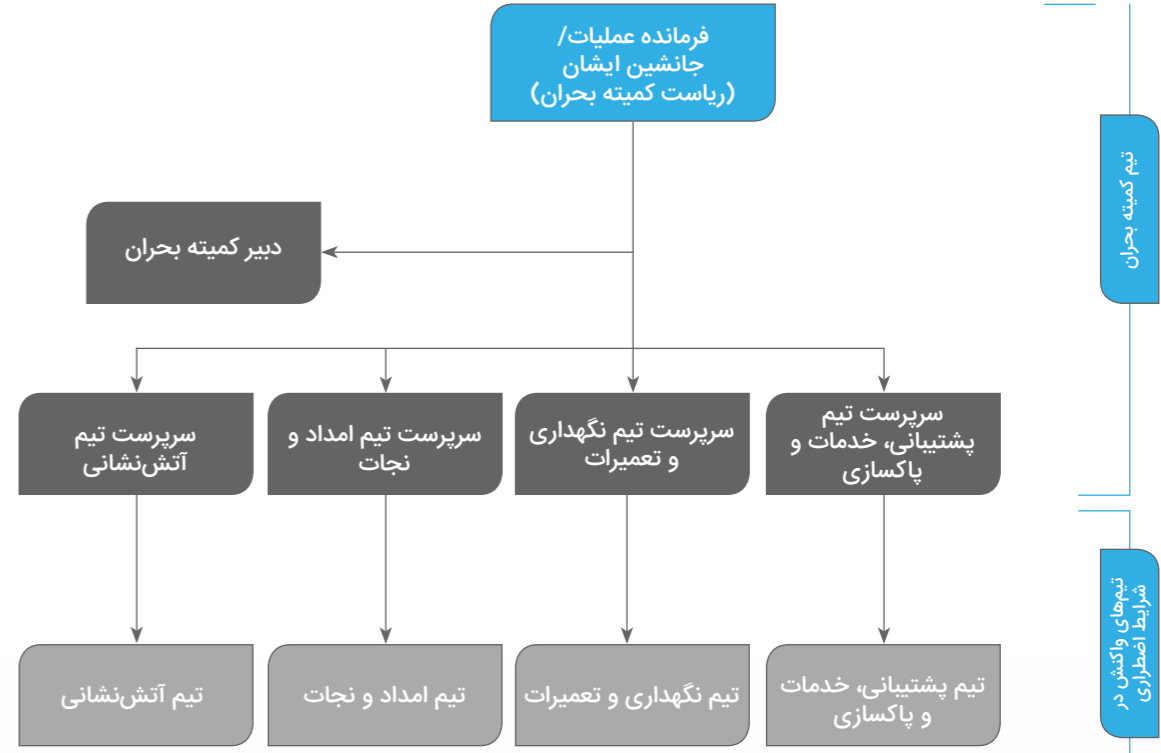 فرمانده عملیات/
جانشین ایشان
(ریاست کمیته بحران)
تیم کمیته بحران
دبیر کمیته بحران
سرپرست تیم
پشتیبانی، خدمات و
پاکسازی
سرپرست تیم نگهداری
و تعمیرات
سرپرست تیم امداد و
نجات
سرپرست تیم
آتش‌نشانی
تیم‌های واکنش در
شرایط اضطراری
تیم پشتیبانی، خدمات
و پاکسازی
تیم نگهداری و تعمیرات
تیم امداد و نجات
تیم آتش‌نشانی